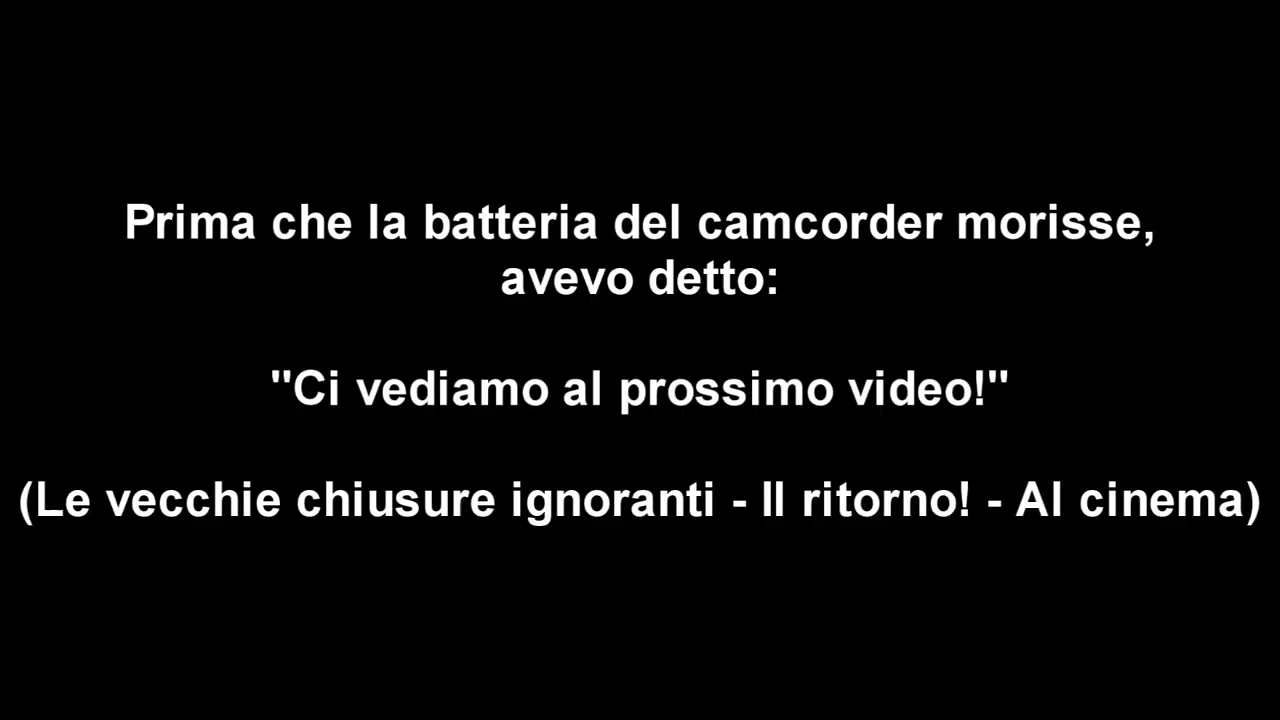 Prima che la batteria del camcorder morisse,
avevo detto:
"Ci vediamo al prossimo video!"
(Le vecchie chiusure ignoranti - Il ritorno! - Al cinema)